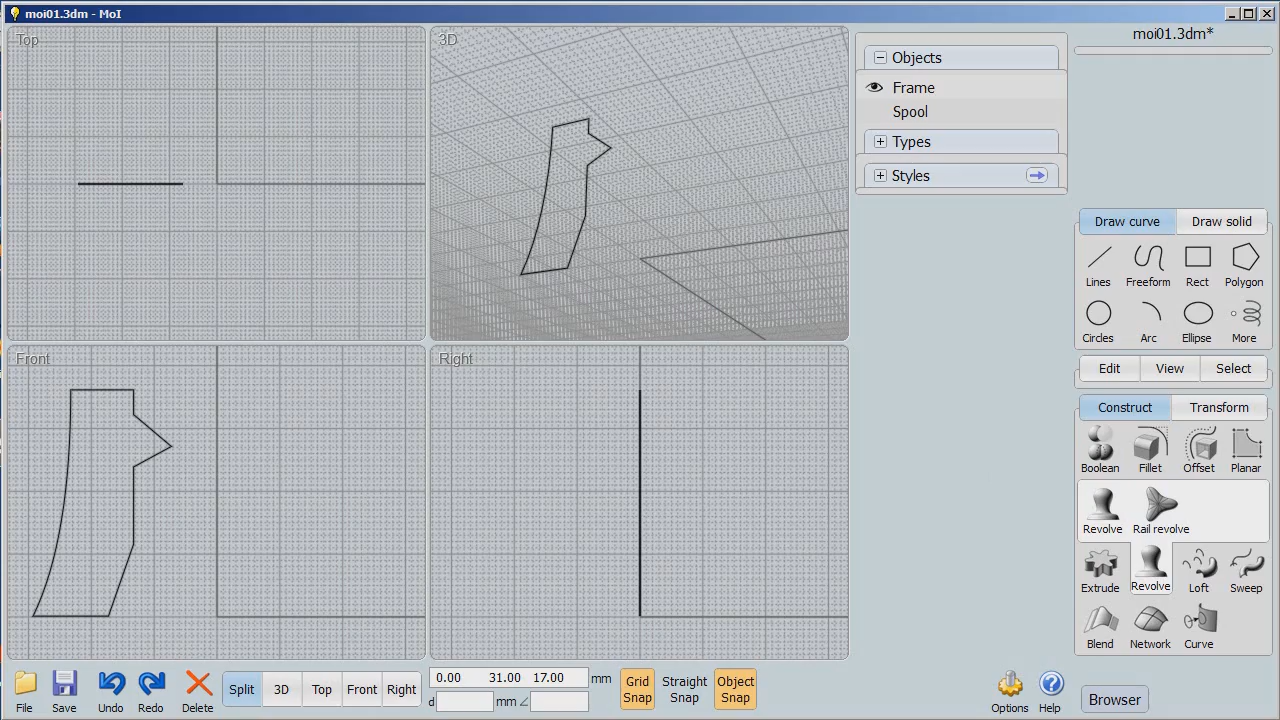 moi01.3dm - MoI
Top
3D
Front
Right
Objects
Frame
Spool
Types
Styles
moi01.3dm*
Draw curve Draw solid
Lines Freeform Rect Polygon
Circles Arc Ellipse More
Edit View Select
Construct Transform
Boolean Fillet Offset Planar
Revolve Rail revolve
Extrude Revolve Loft Sweep
Blend Network Curve
File Save Undo Redo Delete
Split 3D Top Front Right
0.00 31.00 17.00 mm
d mm ∠
Grid Snap
Straight Snap
Object Snap
Options Help
Browser